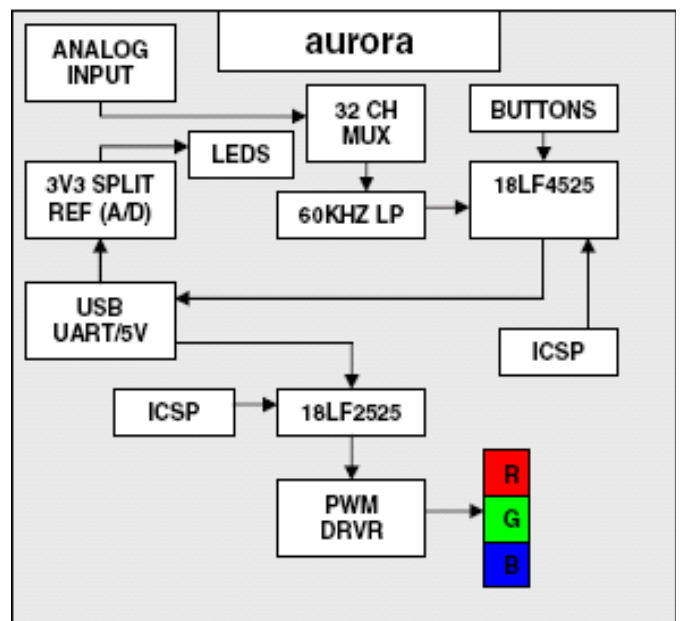 aurora
ANALOG
INPUT
32 CH
MUX
BUTTONS
LEDS
3V3 SPLIT
REF (A/D)
60KHZ LP
18LF4525
USB
UART/5V
ICSP
ICSP
18LF2525
PWM
DRVR
R
G
B